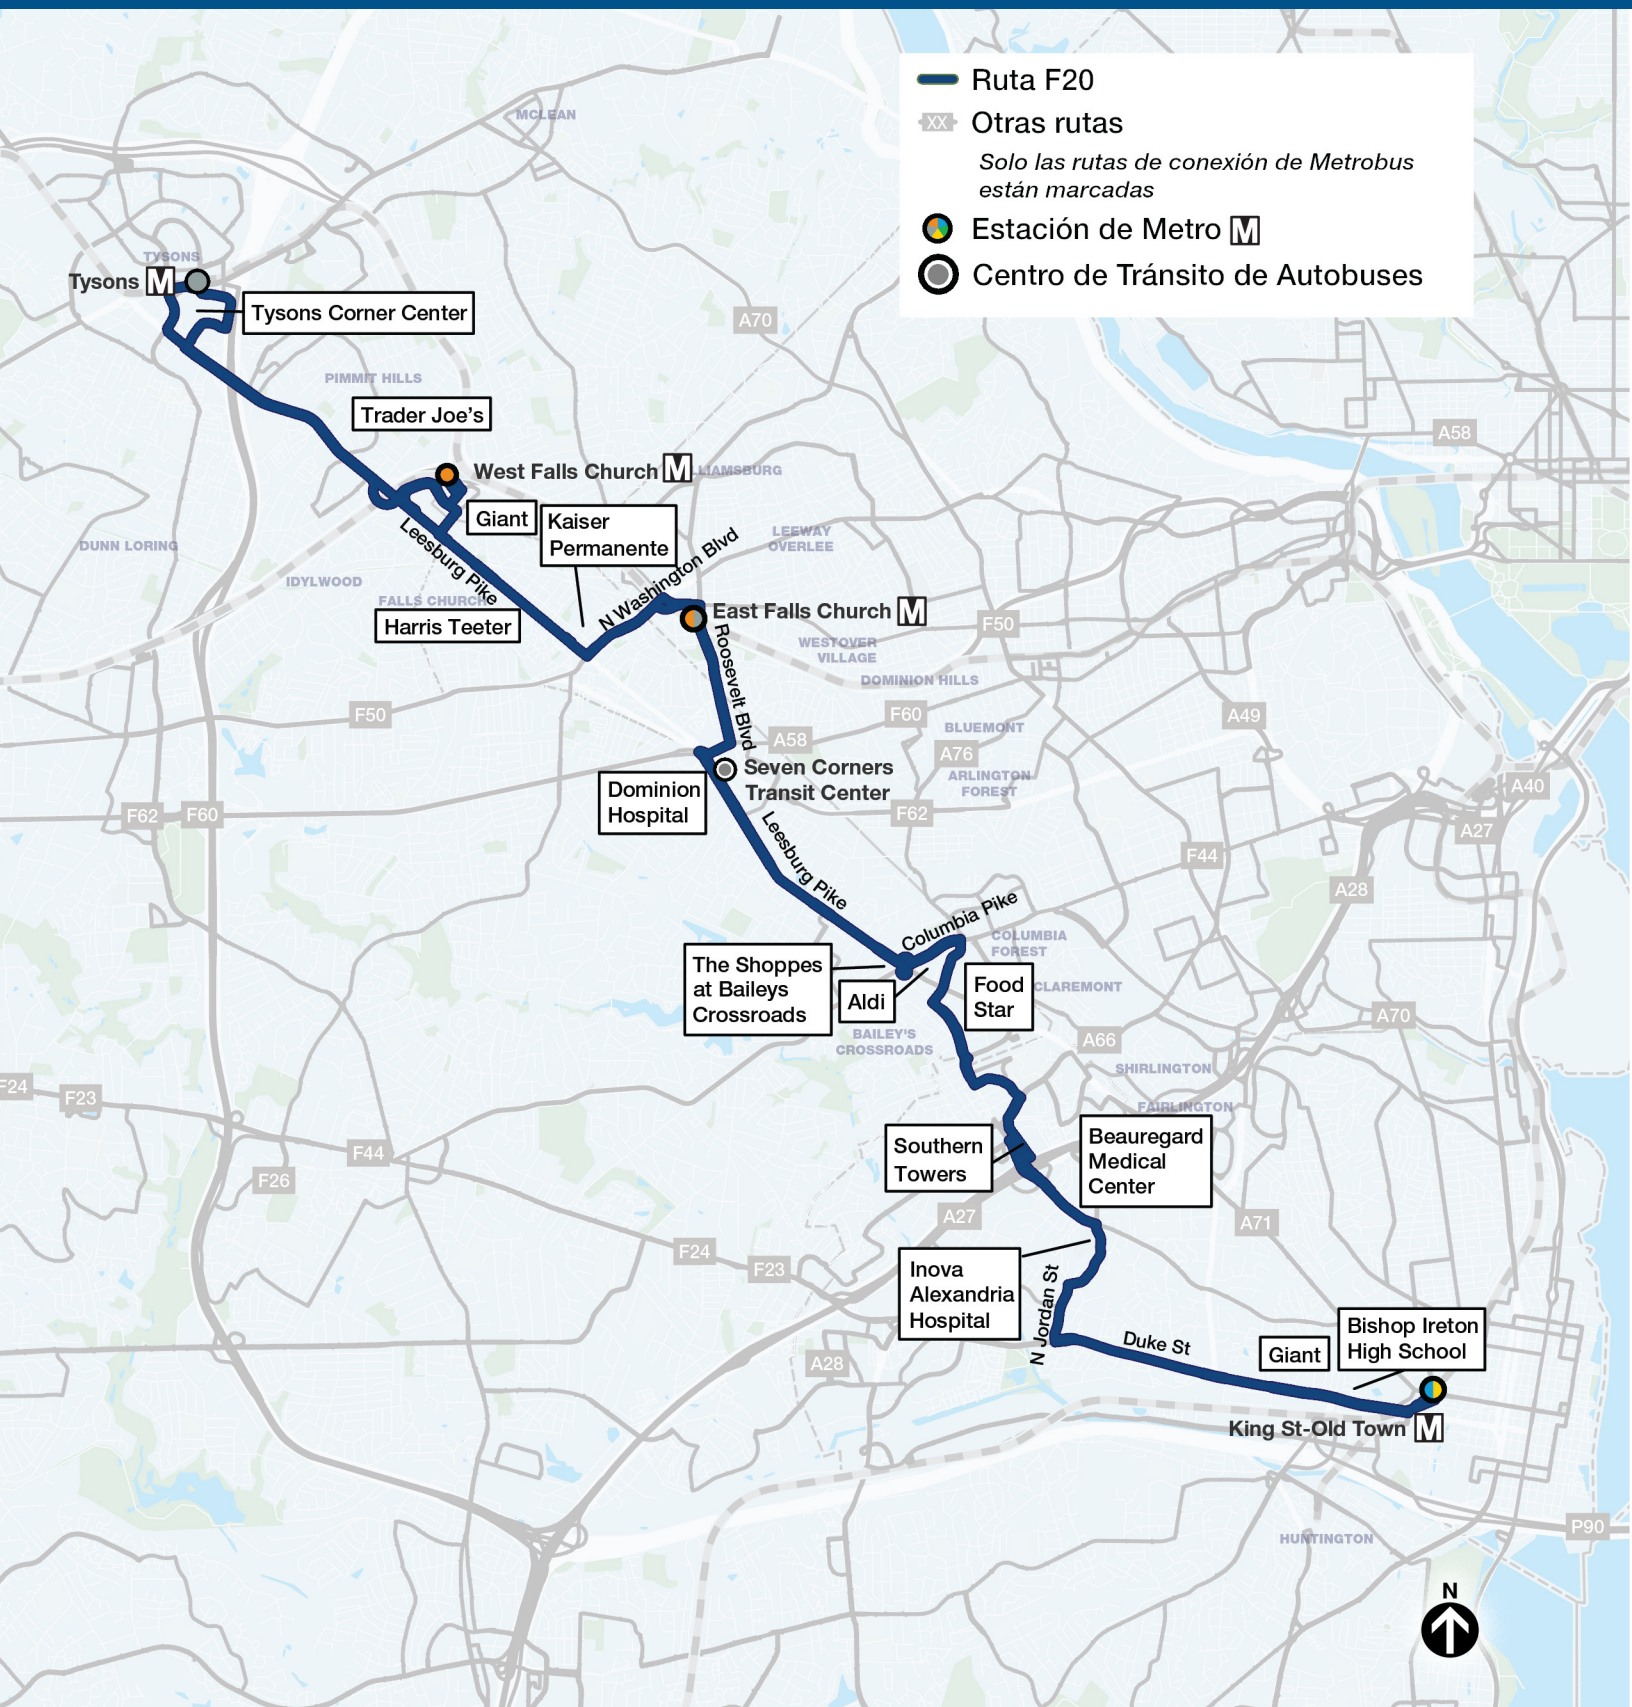 Ruta F20
XX Otras rutas
Solo las rutas de conexión de Metrobus
están marcadas
Estación de Metro M
Centro de Tránsito de Autobuses
MCLEAN
TYSONS
Tysons M
Tysons Corner Center
A70
PIMMIT HILLS
Trader Joe's
A58
West Falls Church M
LLIAMSBURG
Giant
Kaiser
Permanente
LEEWAY
OVERLEE
DUNN LORING
Leesburg Pike
IDYLWOOD
FALLS CHURCH
Harris Teeter
N Washington Blvd
East Falls Church M
F50
WESTOVER
VILLAGE
Roosevelt Blvd
DOMINION HILLS
F50
F60
A49
BLUEMONT
A58
A76
Seven Corners
Transit Center
ARLINGTON
FOREST
A40
Dominion
Hospital
F62
F60
F62
A27
Leesburg Pike
F44
A28
Columbia Pike
COLUMBIA
FOREST
The Shoppes
at Baileys
Crossroads
Aldi
Food
Star
CLAREMONT
A70
BAILEY'S
CROSSROADS
A66
SHIRLINGTON
F24
F23
FAIRLINGTON
Southern
Towers
Beauregard
Medical
Center
F44
F26
A27
A71
F24
F23
Inova
Alexandria
Hospital
N Jordan St
Duke St
Giant
Bishop Ireton
High School
A28
King St-Old Town M
P90
HUNTINGTON
N